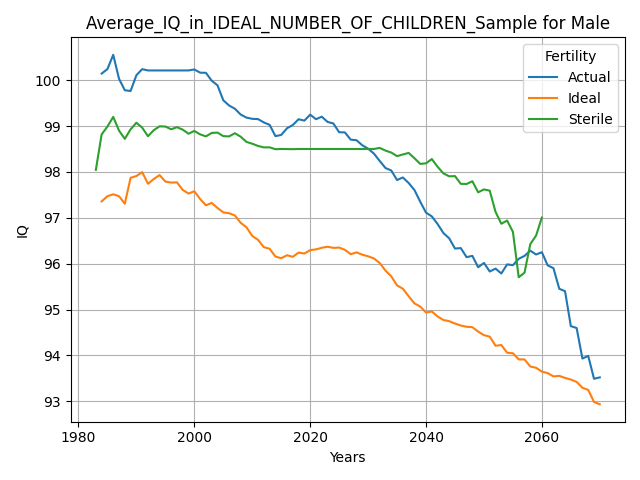 Average_IQ_in_IDEAL_NUMBER_OF_CHILDREN_Sample for Male
Fertility
Actual
Ideal
Sterile
100
99
98
97
96
95
94
93
IQ
1980
2000
2020
2040
2060
Years